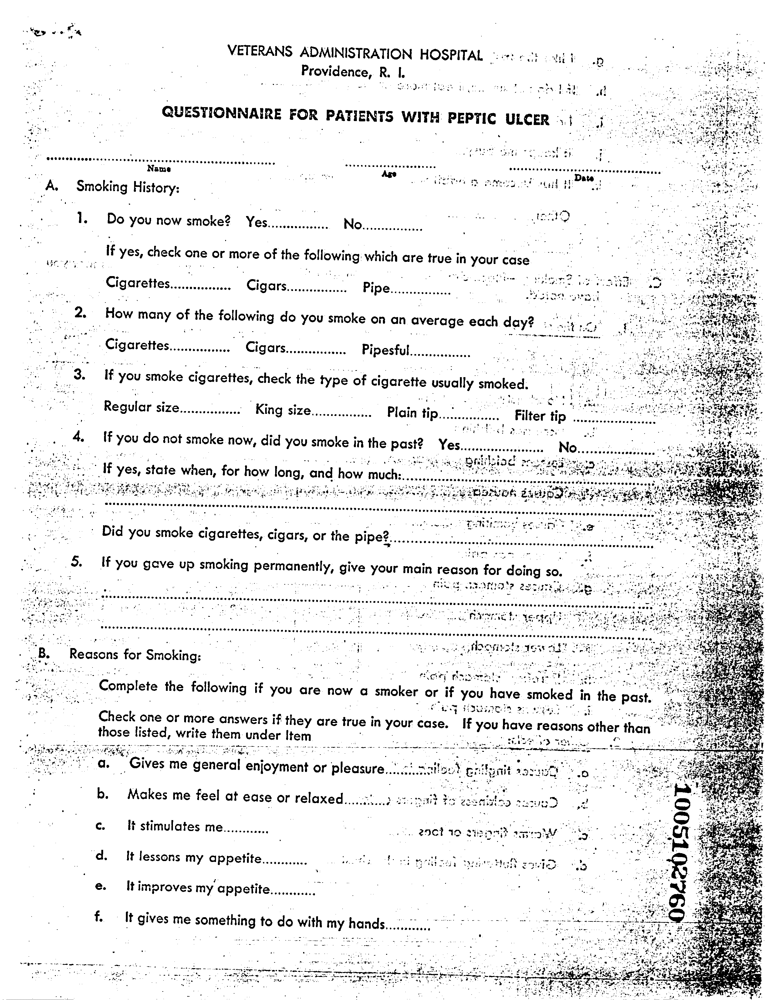 VETERANS ADMINISTRATION HOSPITAL
Providence, R. I.
QUESTIONNAIRE FOR PATIENTS WITH PEPTIC ULCER
Name Age Date
A. Smoking History:
1. Do you now smoke? Yes................ No................
If yes, check one or more of the following which are true in your case
Cigarettes................ Cigars................ Pipe................
2. How many of the following do you smoke on an average each day?
Cigarettes................ Cigars................ Pipesful................
3. If you smoke cigarettes, check the type of cigarette usually smoked.
Regular size................ King size................ Plain tip................ Filter tip ......................
4. If you do not smoke now, did you smoke in the past? Yes...................... No......................
If yes, state when, for how long, and how much:......................
Did you smoke cigarettes, cigars, or the pipe?......................
5. If you gave up smoking permanently, give your main reason for doing so.
B. Reasons for Smoking:
Complete the following if you are now a smoker or if you have smoked in the past.
Check one or more answers if they are true in your case. If you have reasons other than
those listed, write them under Item
a. Gives me general enjoyment or pleasure............
b. Makes me feel at ease or relaxed............
c. It stimulates me............
d. It lessons my appetite............
e. It improves my appetite............
f. It gives me something to do with my hands............
1005102760